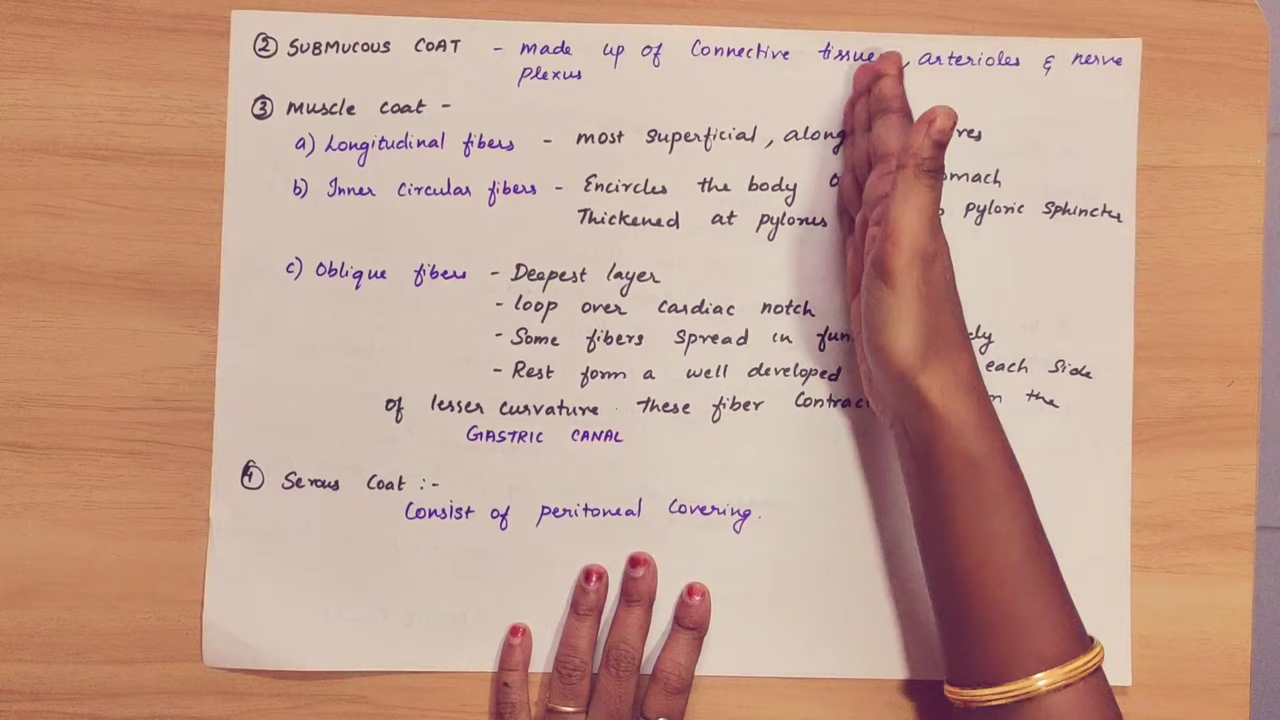 ② SUBMUCOUS COAT - made up of Connective tissue, arterioles & nerve
plexus
③ Muscle coat -
a) Longitudinal fibers - most superficial, along
b) Inner circular fibers - Encircles the body
Thickened at pylorus pyloric sphincter
c) Oblique fibers - Deepest layer
- loop over cardiac notch
- Some fibers spread in
- Rest form a well developed each side
of lesser curvature. These fiber the
GASTRIC CANAL
④ Serous Coat :-
Consist of peritoneal covering.